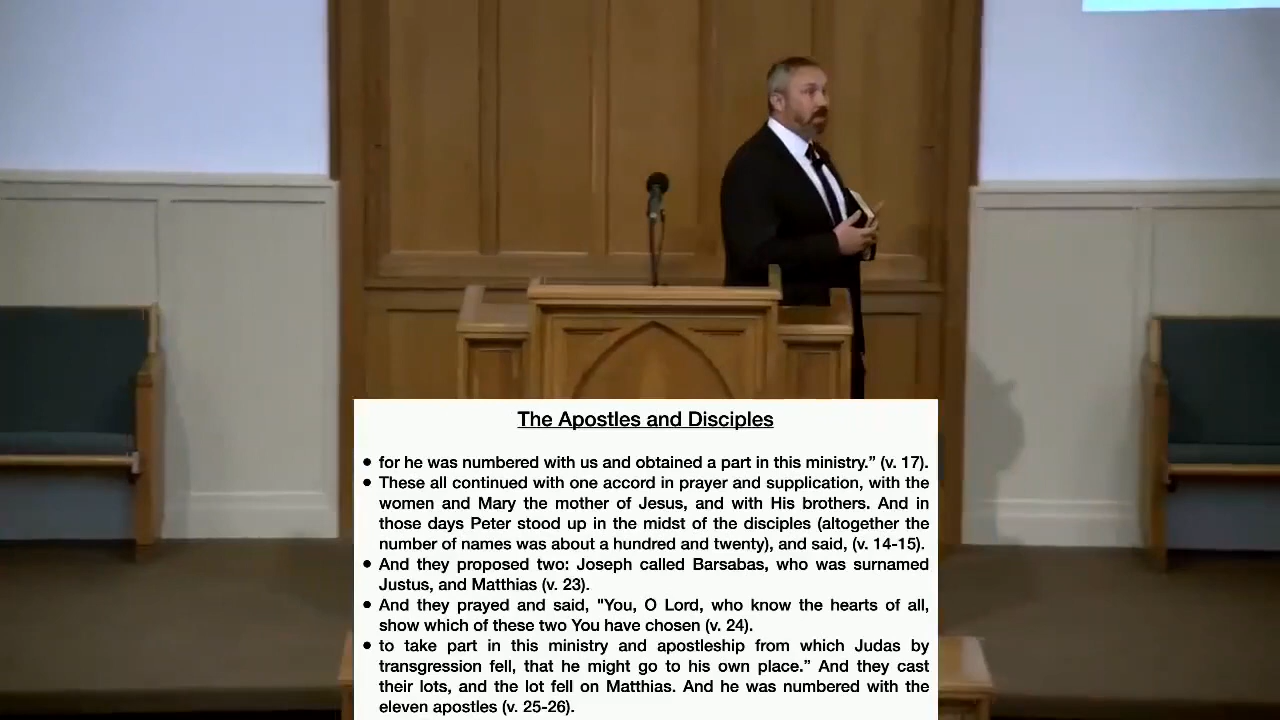 The Apostles and Disciples
• for he was numbered with us and obtained a part in this ministry.” (v. 17).
• These all continued with one accord in prayer and supplication, with the
women and Mary the mother of Jesus, and with His brothers. And in
those days Peter stood up in the midst of the disciples (altogether the
number of names was about a hundred and twenty), and said, (v. 14-15).
• And they proposed two: Joseph called Barsabas, who was surnamed
Justus, and Matthias (v. 23).
• And they prayed and said, "You, O Lord, who know the hearts of all,
show which of these two You have chosen (v. 24).
• to take part in this ministry and apostleship from which Judas by
transgression fell, that he might go to his own place.” And they cast
their lots, and the lot fell on Matthias. And he was numbered with the
eleven apostles (v. 25-26).